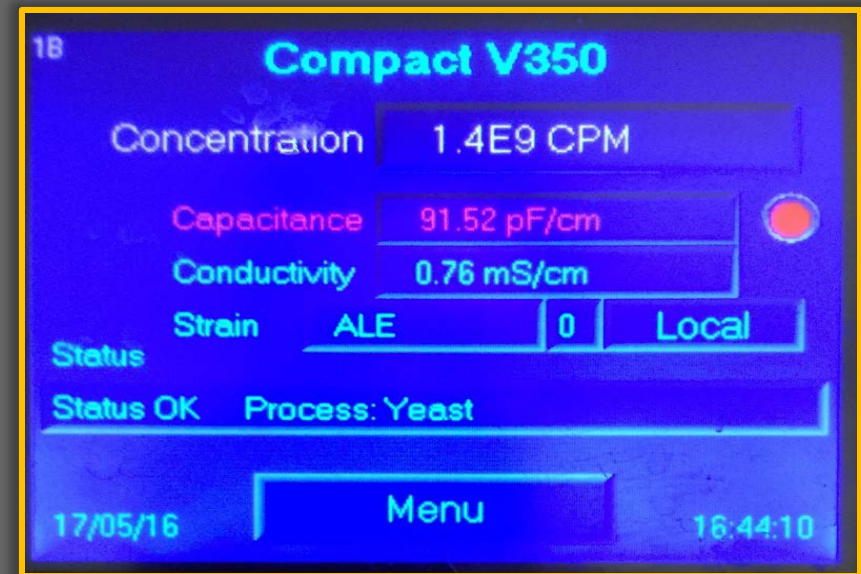 1B
Compact V350
Concentration 1.4E9 CPM
Capacitance 91.52 pF/cm
Conductivity 0.76 mS/cm
Strain ALE 0 Local
Status
Status OK Process: Yeast
Menu
17/05/16 16:44:10